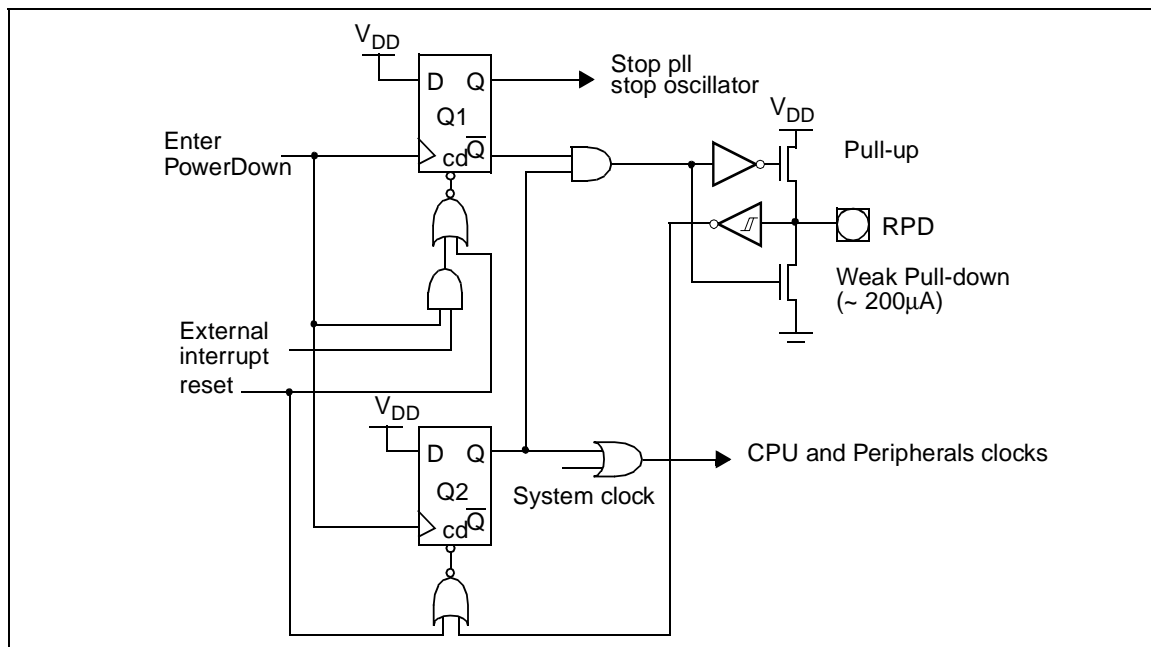 VDD
Stop pll
stop oscillator
D Q
Q1
cd Q
Enter
PowerDown
VDD
Pull-up
RPD
Weak Pull-down
(~ 200µA)
External
interrupt
reset
VDD
D Q
Q2
cd Q
System clock
CPU and Peripherals clocks